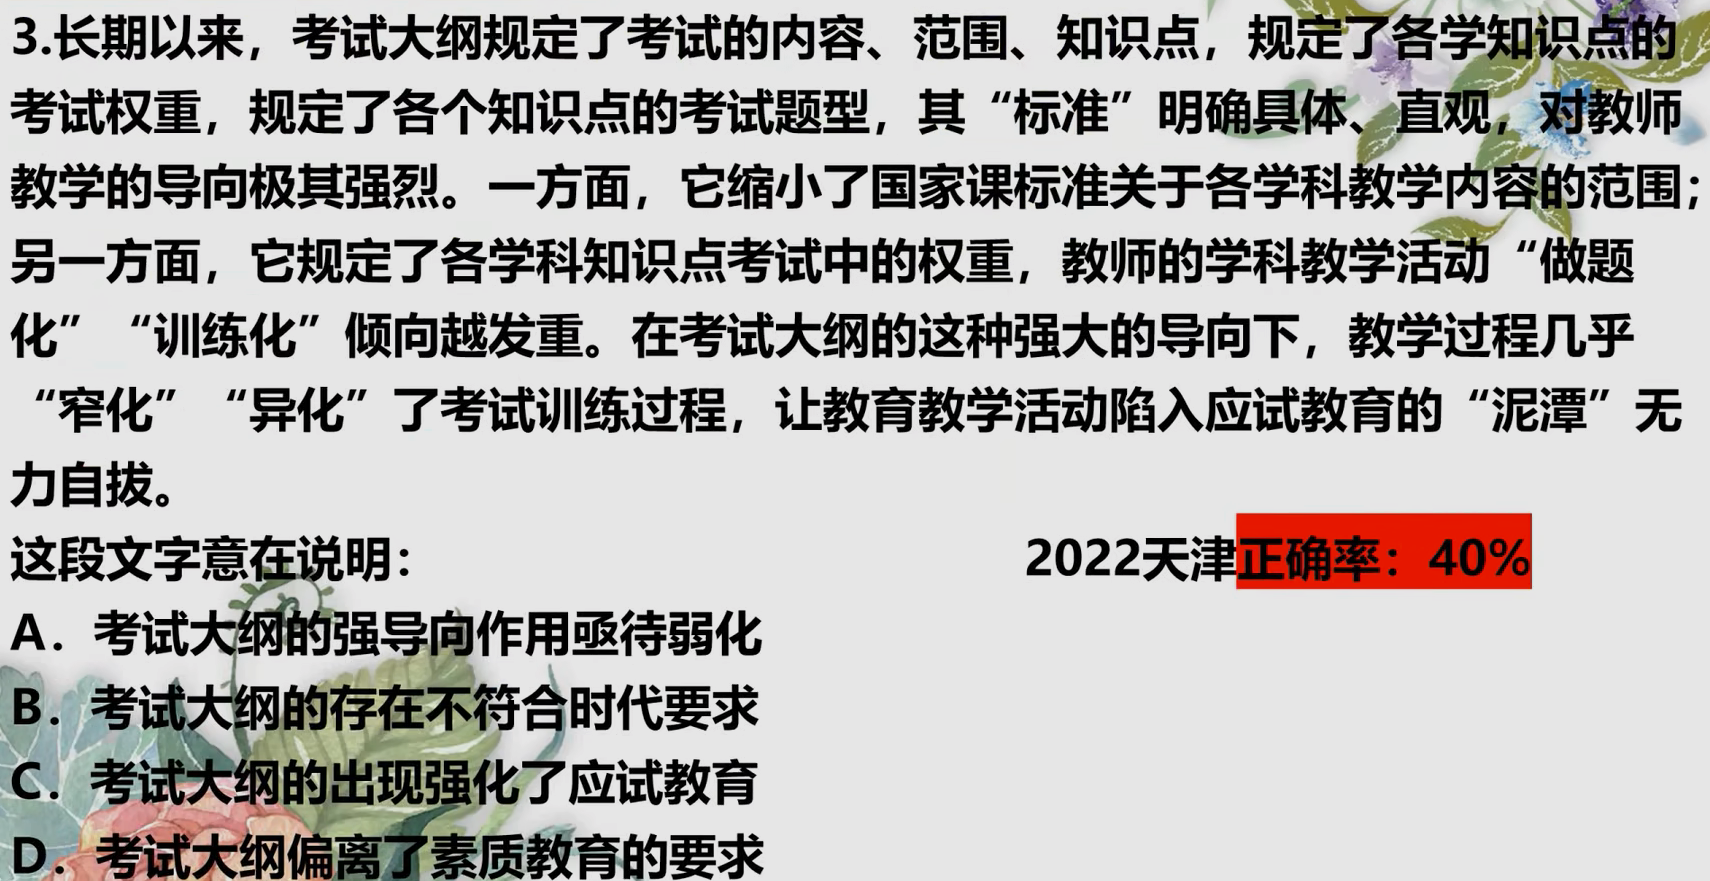 3.长期以来，考试大纲规定了考试的内容、范围、知识点，规定了各学知识点的
考试权重，规定了各个知识点的考试题型，其“标准”明确具体、直观，对教师
教学的导向极其强烈。一方面，它缩小了国家课标准关于各学科教学内容的范围；
另一方面，它规定了各学科知识点考试中的权重，教师的学科教学活动“做题
化”“训练化”倾向越发重。在考试大纲的这种强大的导向下，教学过程几乎
“窄化”“异化”了考试训练过程，让教育教学活动陷入应试教育的“泥潭”无
力自拔。
这段文字意在说明： 2022天津正确率：40%
A．考试大纲的强导向作用亟待弱化
B．考试大纲的存在不符合时代要求
C．考试大纲的出现强化了应试教育
D．考试大纲偏离了素质教育的要求